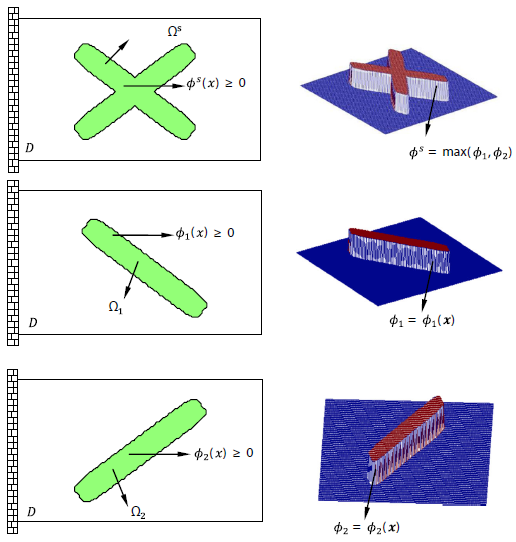 Ωˢ
ϕˢ(x) ≥ 0
D
ϕˢ = max(ϕ₁, ϕ₂)
ϕ₁(x) ≥ 0
Ω₁
D
ϕ₁ = ϕ₁(x)
ϕ₂(x) ≥ 0
Ω₂
D
ϕ₂ = ϕ₂(x)